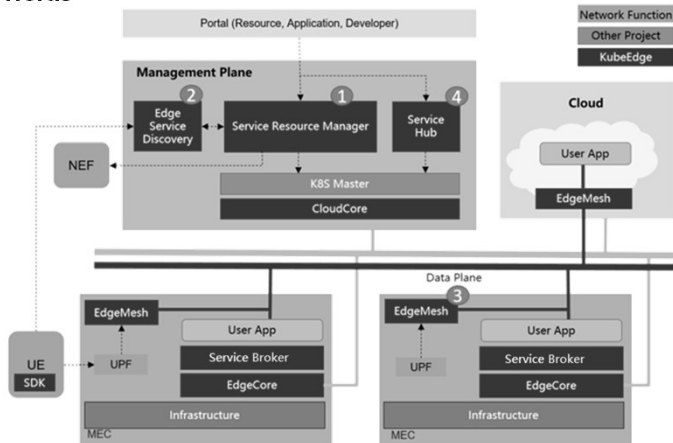 Portal (Resource, Application, Developer)
Network Function
Other Project
KubeEdge
Management Plane
2
1
4
Edge
Service
Discovery
Service Resource Manager
Service
Hub
Cloud
User App
EdgeMesh
NEF
K8S Master
CloudCore
Data Plane
3
EdgeMesh
User App
UPF
Service Broker
EdgeCore
Infrastructure
MEC
EdgeMesh
User App
UPF
Service Broker
EdgeCore
Infrastructure
MEC
UE
SDK